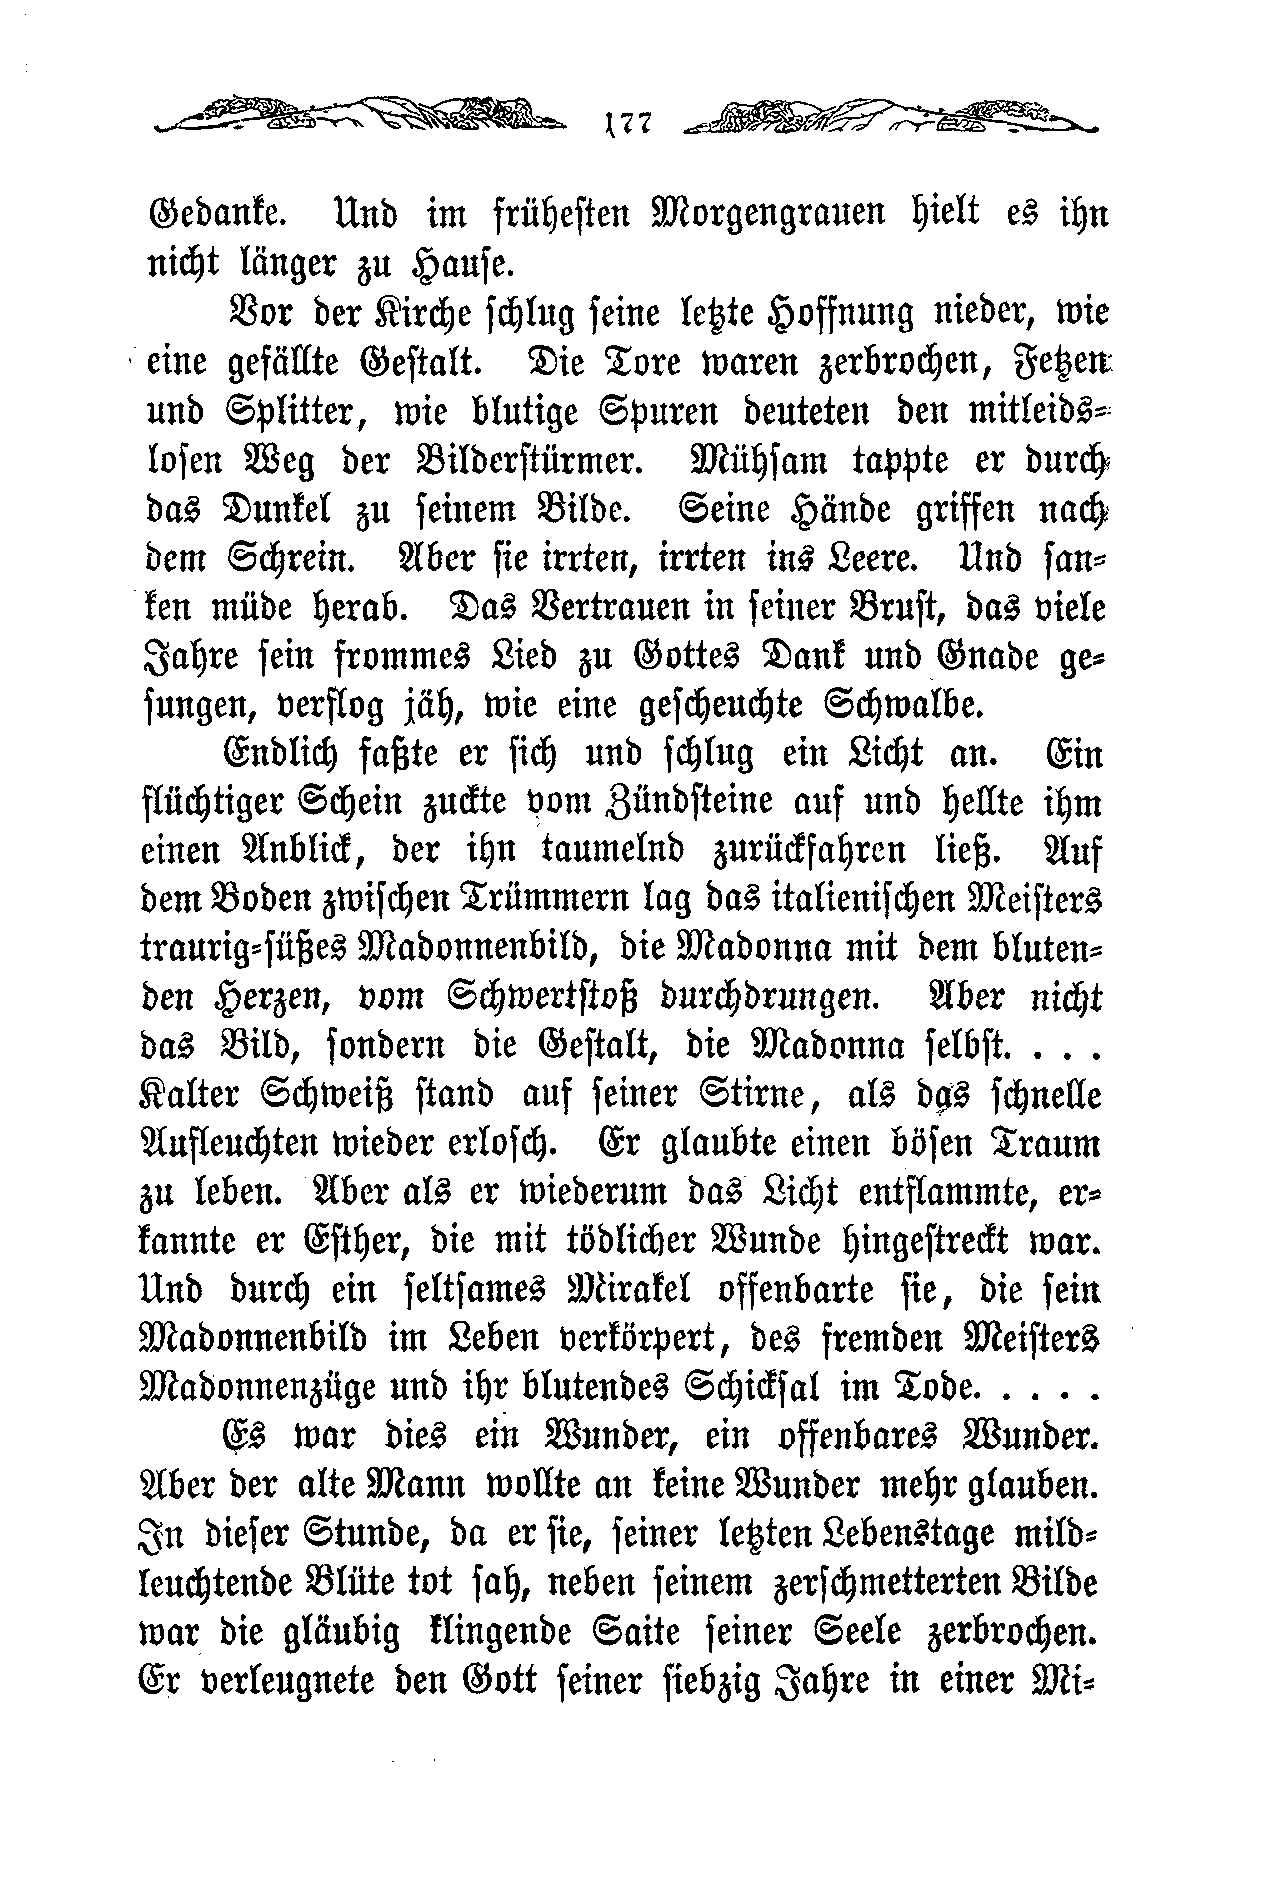 177
Gedanke. Und im frühesten Morgengrauen hielt es ihn
nicht länger zu Hause.
Vor der Kirche schlug seine letzte Hoffnung nieder, wie
eine gefällte Gestalt. Die Tore waren zerbrochen, Fetzen
und Splitter, wie blutige Spuren deuteten den mitleids-
losen Weg der Bilderstürmer. Mühsam tappte er durch
das Dunkel zu seinem Bilde. Seine Hände griffen nach
dem Schrein. Aber sie irrten, irrten ins Leere. Und san-
ken müde herab. Das Vertrauen in seiner Brust, das viele
Jahre sein frommes Lied zu Gottes Dank und Gnade ge-
sungen, verflog jäh, wie eine gescheuchte Schwalbe.
Endlich faßte er sich und schlug ein Licht an. Ein
flüchtiger Schein zuckte vom Zündsteine auf und hellte ihm
einen Anblick, der ihn taumelnd zurückfahren ließ. Auf
dem Boden zwischen Trümmern lag das italienischen Meisters
traurig-süßes Madonnenbild, die Madonna mit dem bluten-
den Herzen, vom Schwertstoß durchdrungen. Aber nicht
das Bild, sondern die Gestalt, die Madonna selbst. . . .
Kalter Schweiß stand auf seiner Stirne, als das schnelle
Aufleuchten wieder erlosch. Er glaubte einen bösen Traum
zu leben. Aber als er wiederum das Licht entflammte, er-
kannte er Esther, die mit tödlicher Wunde hingestreckt war.
Und durch ein seltsames Mirakel offenbarte sie, die sein
Madonnenbild im Leben verkörpert, des fremden Meisters
Madonnenzüge und ihr blutendes Schicksal im Tode. . . . .
Es war dies ein Wunder, ein offenbares Wunder.
Aber der alte Mann wollte an keine Wunder mehr glauben.
In dieser Stunde, da er sie, seiner letzten Lebenstage mild-
leuchtende Blüte tot sah, neben seinem zerschmetterten Bilde
war die gläubig klingende Saite seiner Seele zerbrochen.
Er verleugnete den Gott seiner siebzig Jahre in einer Mi-